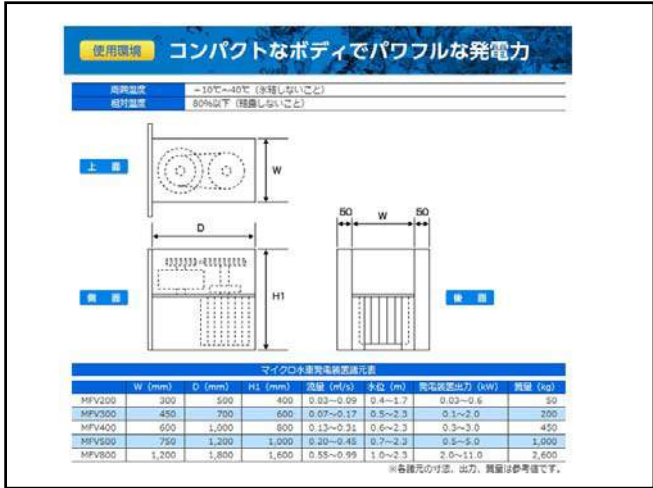 使用環境 コンパクトなボディでパワフルな発電力
周囲温度 －10℃～40℃（氷結しないこと）
相対湿度 80%以下（結露しないこと）
上 面
W
D
50 W 50
側 面
H1
後 面
マイクロ水車発電装置諸元表
W (mm) D (mm) H1 (mm) 流量 (㎥/s) 水位 (m) 発電装置出力 (kW) 質量 (kg)
MFV200 300 500 400 0.03～0.09 0.4～1.7 0.03～0.6 50
MFV300 450 700 600 0.07～0.17 0.5～2.3 0.1～2.0 200
MFV400 600 1,000 800 0.13～0.31 0.6～2.3 0.3～3.0 450
MFV500 750 1,200 1,000 0.20～0.45 0.7～2.3 0.5～5.0 1,000
MFV800 1,200 1,800 1,600 0.55～0.99 1.0～2.3 2.0～11.0 2,600
※各諸元の寸法、出力、質量は参考値です。